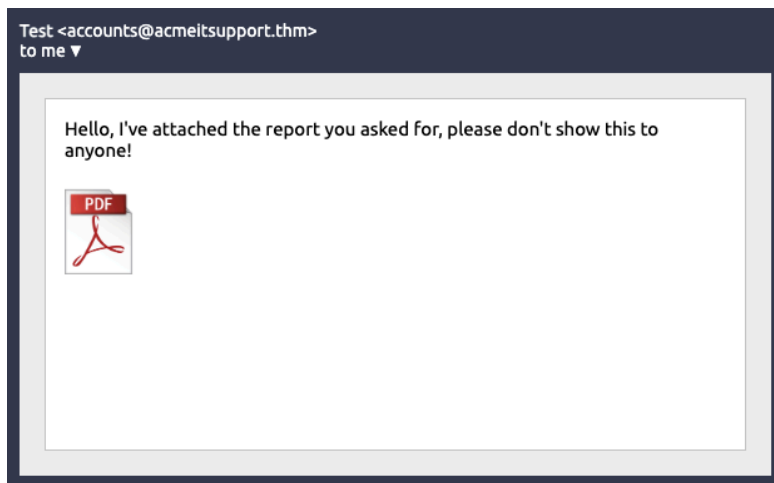 Test <accounts@acmeitsupport.thm>
to me ▼
Hello, I've attached the report you asked for, please don't show this to
anyone!
PDF